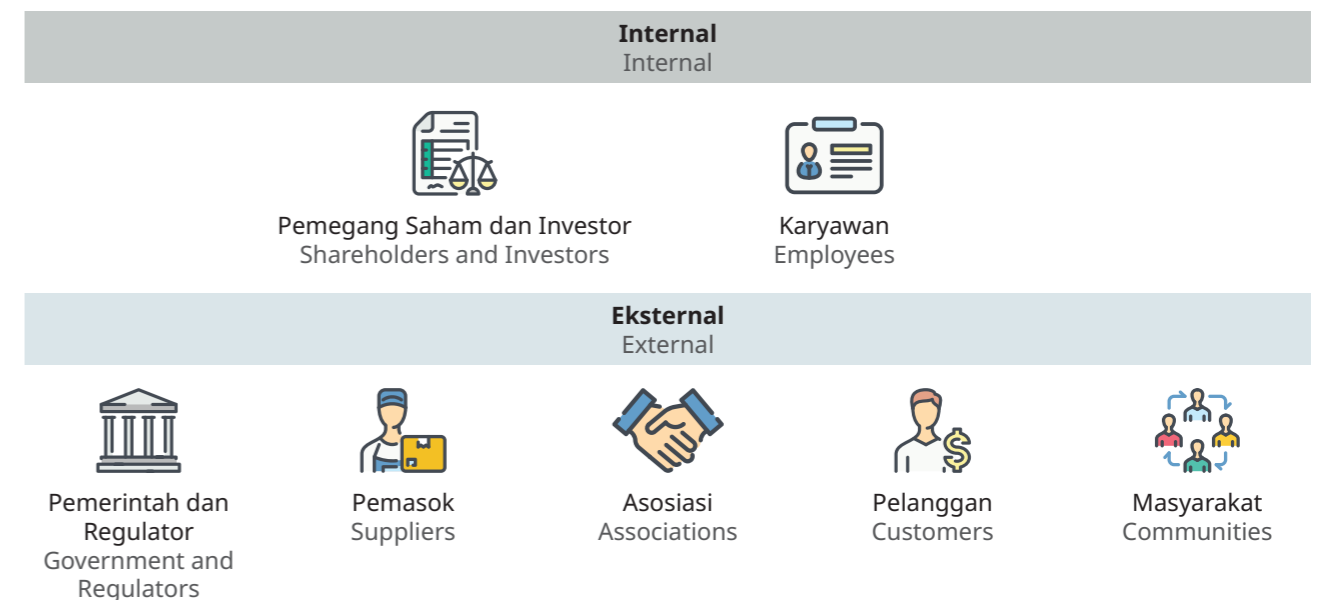 Internal
Internal
Pemegang Saham dan Investor
Shareholders and Investors
Karyawan
Employees
Eksternal
External
Pemerintah dan
Regulator
Government and
Regulators
Pemasok
Suppliers
Asosiasi
Associations
Pelanggan
Customers
Masyarakat
Communities